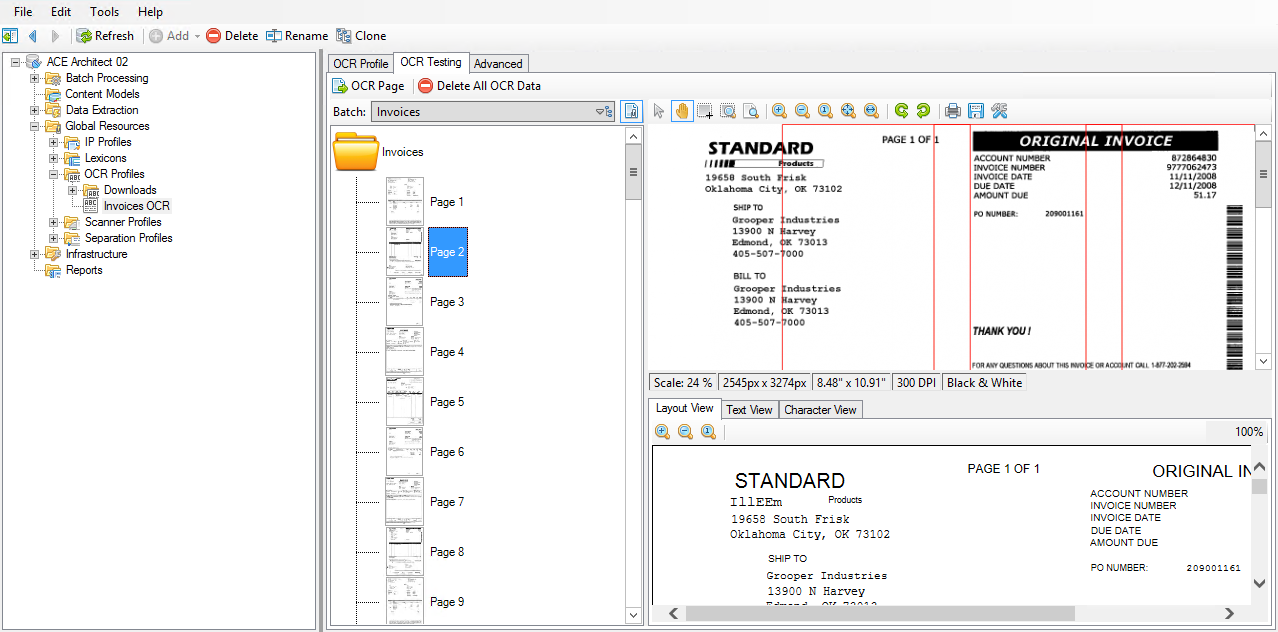 File Edit Tools Help
Refresh Add Delete Rename Clone
ACE Architect 02
Batch Processing
Content Models
Data Extraction
Global Resources
IP Profiles
Lexicons
OCR Profiles
Downloads
Invoices OCR
Scanner Profiles
Separation Profiles
Infrastructure
Reports
OCR Profile OCR Testing Advanced
OCR Page Delete All OCR Data
Batch: Invoices
Invoices
Page 1
Page 2
Page 3
Page 4
Page 5
Page 6
Page 7
Page 8
Page 9
STANDARD
Products
19658 South Frisk
Oklahoma City, OK 73102
SHIP TO
Grooper Industries
13900 N Harvey
Edmond, OK 73013
405-507-7000
BILL TO
Grooper Industries
13900 N Harvey
Edmond, OK 73013
405-507-7000
PAGE 1 OF 1
ORIGINAL INVOICE
ACCOUNT NUMBER 872864830
INVOICE NUMBER 9777062473
INVOICE DATE 11/11/2008
DUE DATE 12/11/2008
AMOUNT DUE 51.17
PO NUMBER: 209001161
THANK YOU !
FOR ANY QUESTIONS ABOUT THIS INVOICE OR ACCOUNT CALL 1-877-202-2594
Scale: 24 % 2545px x 3274px 8.48" x 10.91" 300 DPI Black & White
Layout View Text View Character View
100%
STANDARD
IllEEm Products
19658 South Frisk
Oklahoma City, OK 73102
SHIP TO
Grooper Industries
13900 N Harvey
Edmond, OK 73013
PAGE 1 OF 1
ORIGINAL IN
ACCOUNT NUMBER
INVOICE NUMBER
INVOICE DATE
DUE DATE
AMOUNT DUE
PO NUMBER: 209001161